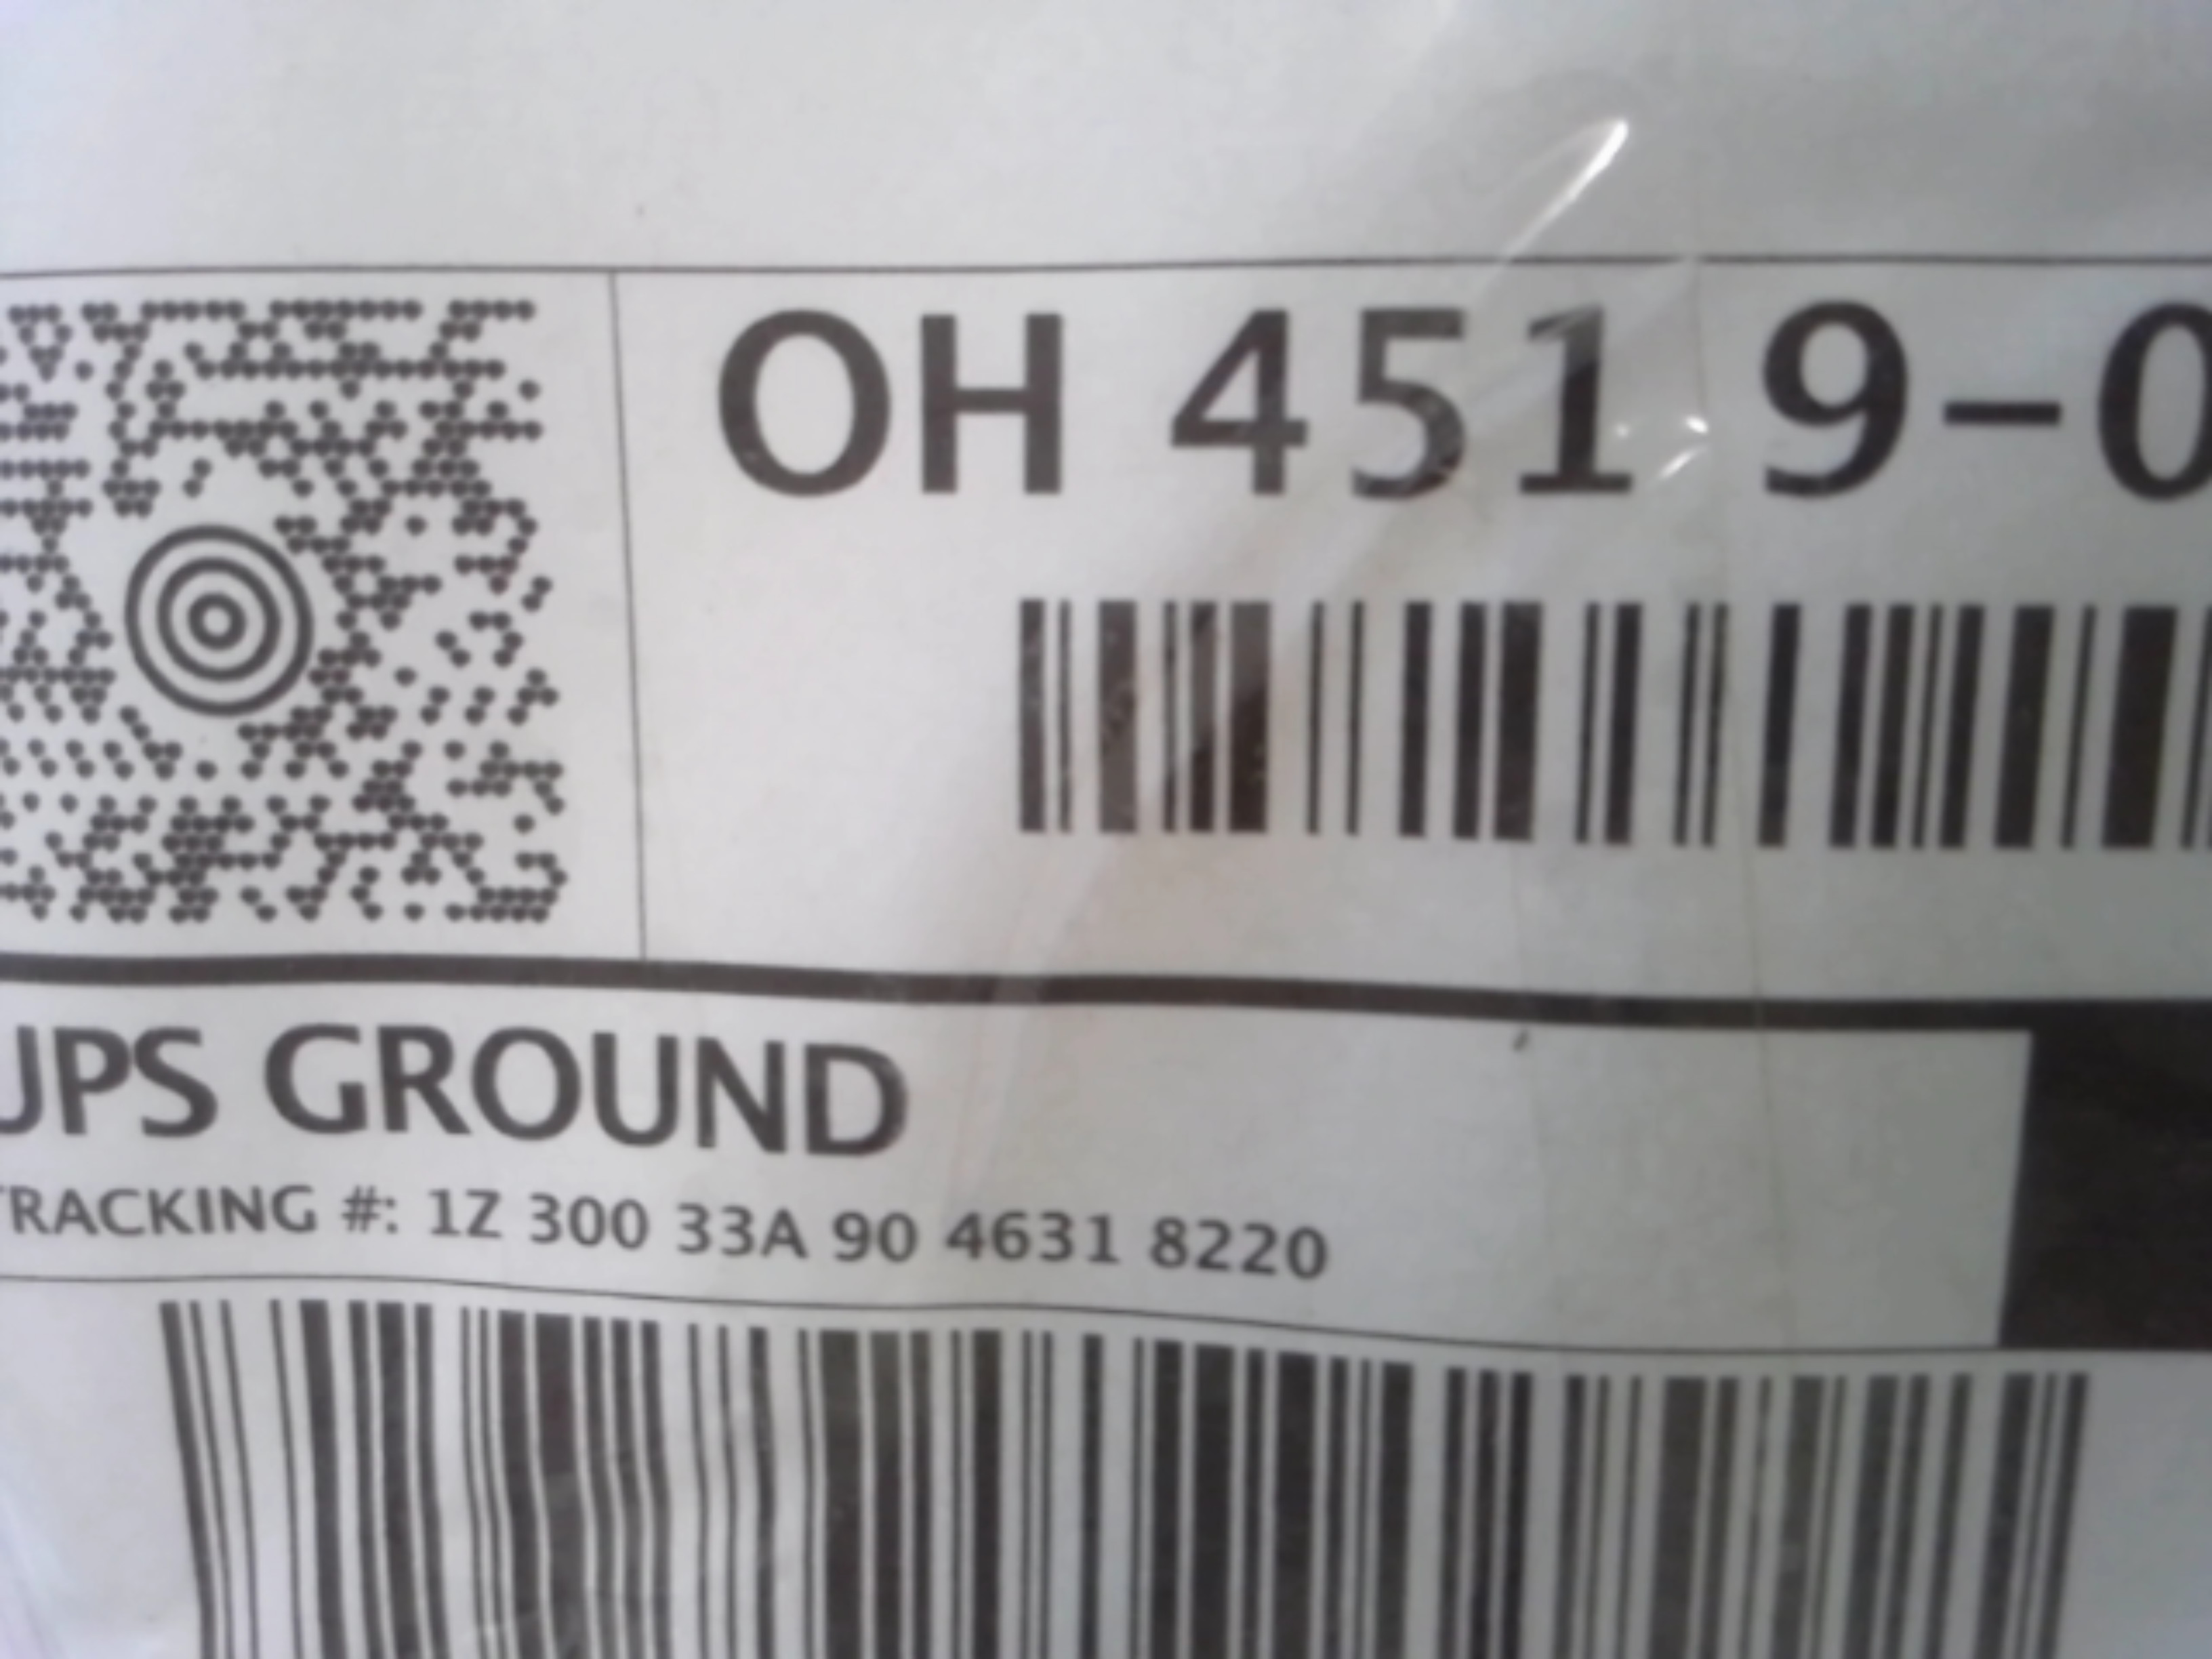 OH 451 9-0
UPS GROUND
TRACKING #: 1Z 300 33A 90 4631 8220